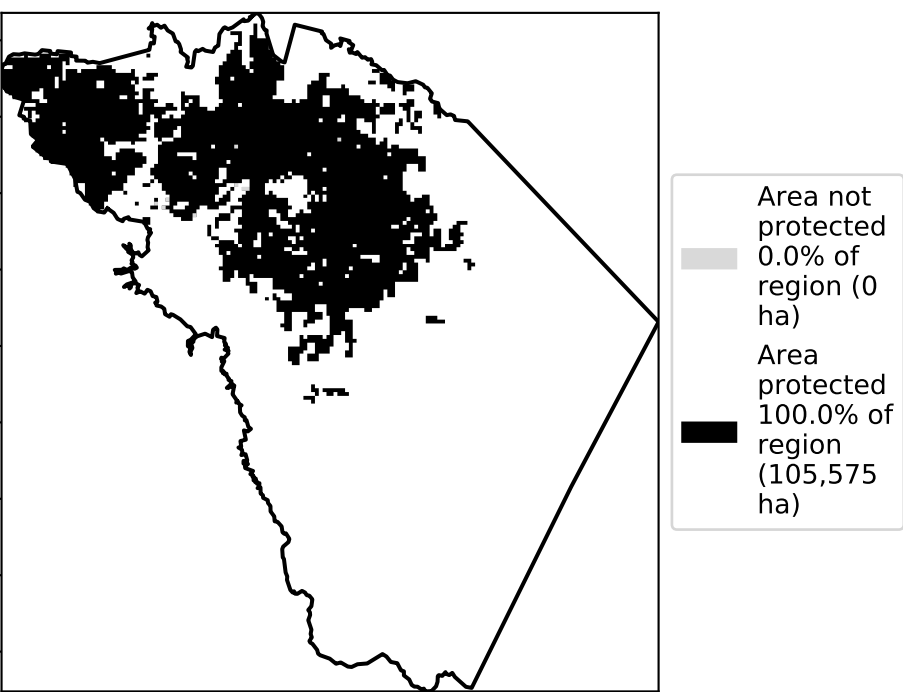 Area not
protected
0.0% of
region (0
ha)
Area
protected
100.0% of
region
(105,575
ha)